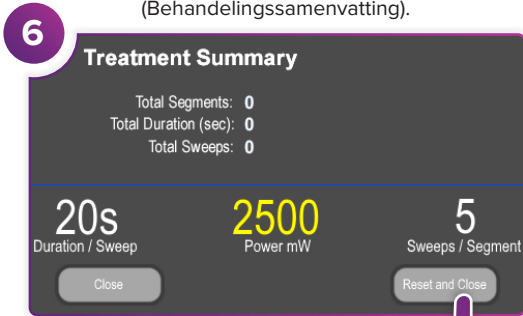 (Behandelingssamenvatting).
6
Treatment Summary
Total Segments: 0
Total Duration (sec): 0
Total Sweeps: 0
20s 2500 5
Duration / Sweep Power mW Sweeps / Segment
Close Reset and Close